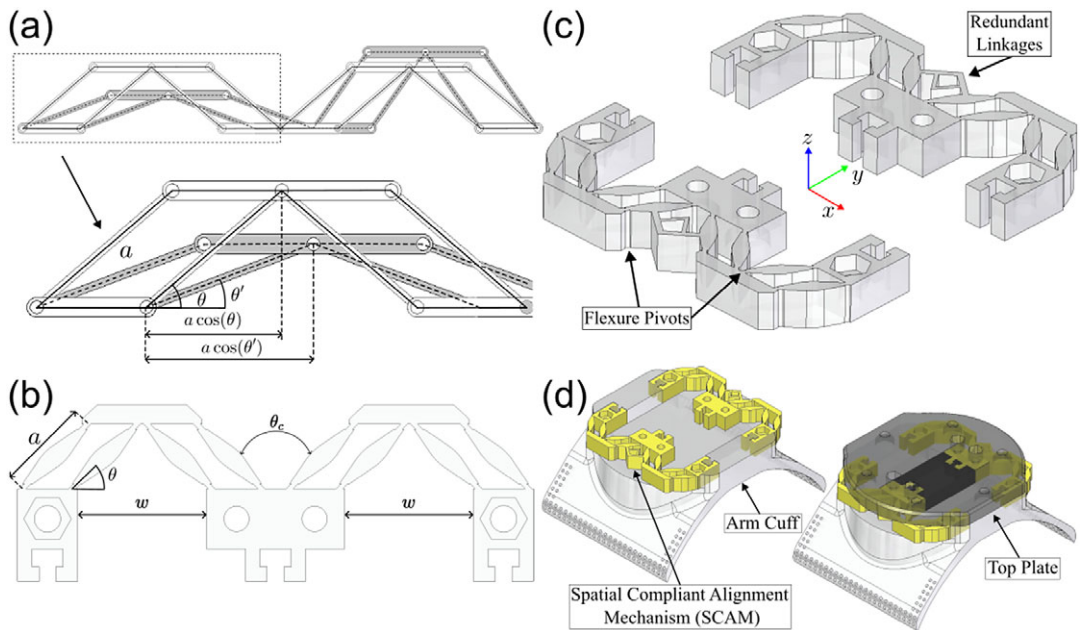 (a)
a
θ
θ'
a cos(θ)
a cos(θ')
(b)
a
θ
θc
w
w
(c)
Redundant
Linkages
z
y
x
Flexure Pivots
(d)
Arm Cuff
Spatial Compliant Alignment
Mechanism (SCAM)
Top Plate